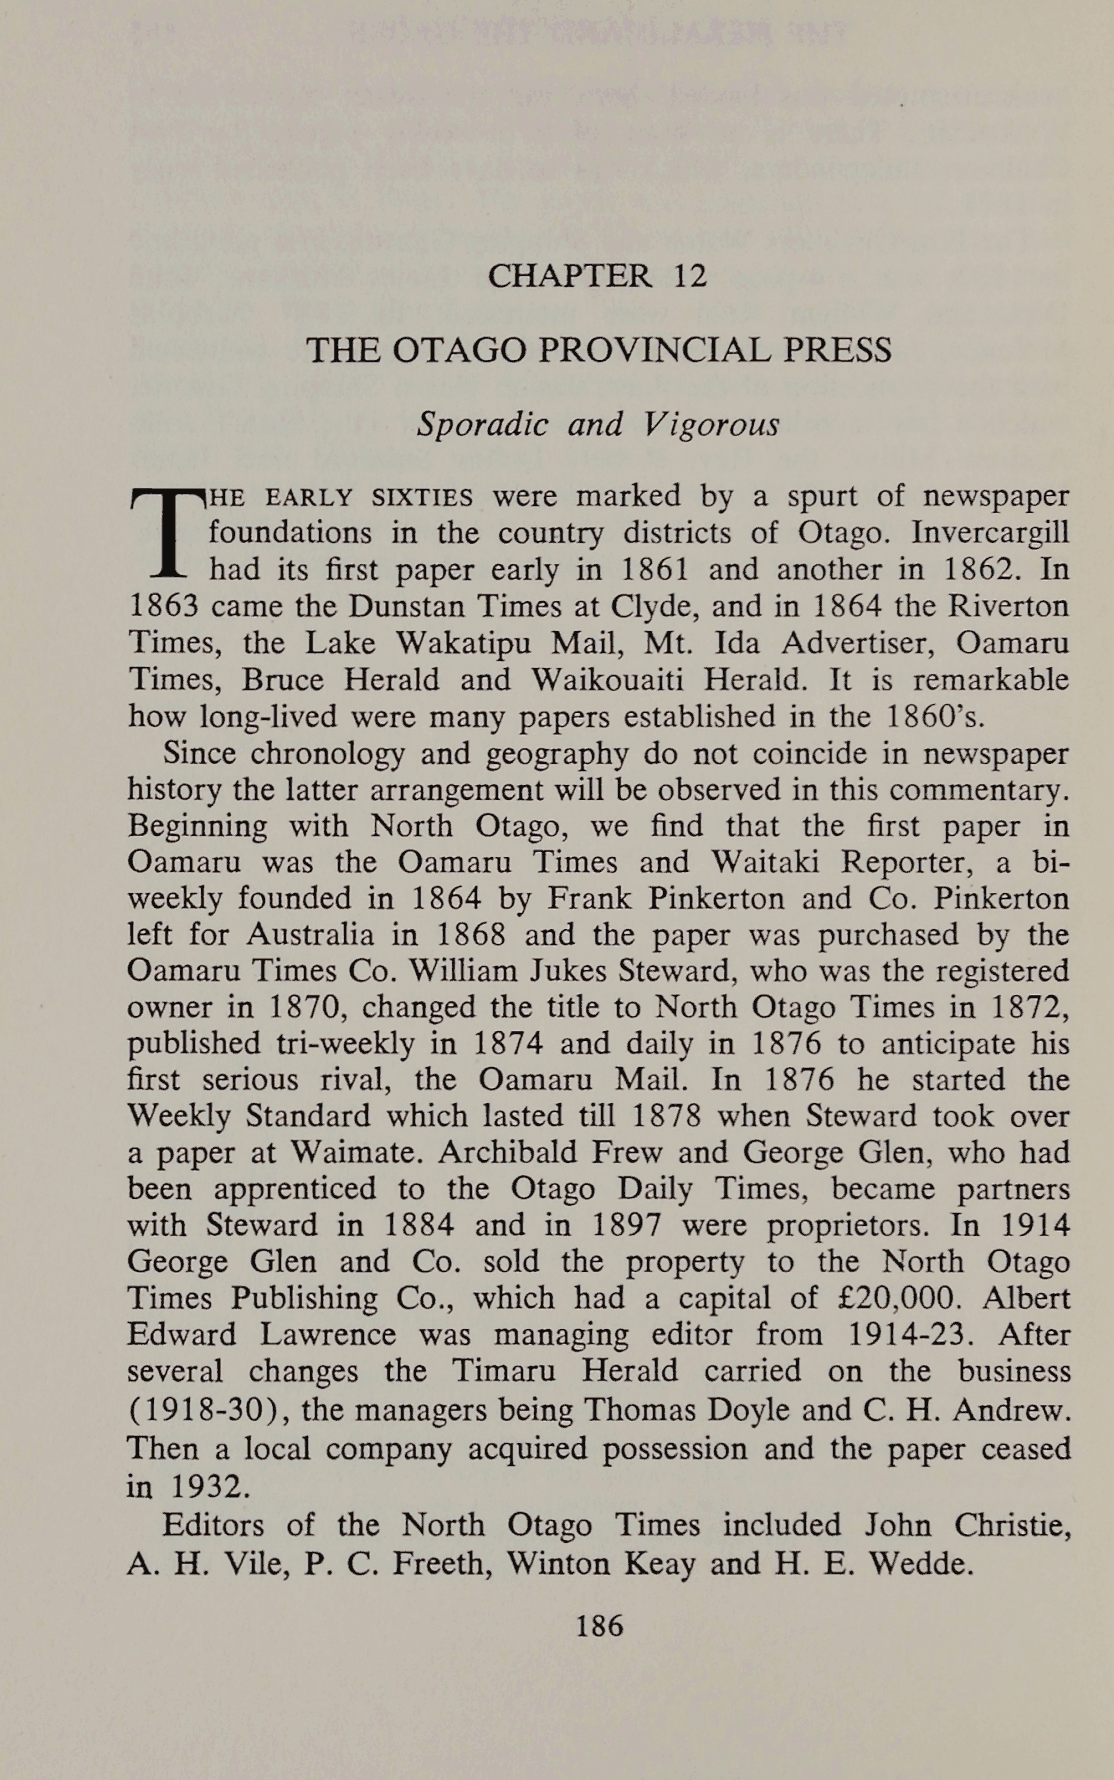 CHAPTER 12
THE OTAGO PROVINCIAL PRESS
Sporadic and Vigorous
THE EARLY SIXTIES were marked by a spurt of newspaper
foundations in the country districts of Otago. Invercargill
had its first paper early in 1861 and another in 1862. In
1863 came the Dunstan Times at Clyde, and in 1864 the Riverton
Times, the Lake Wakatipu Mail, Mt. Ida Advertiser, Oamaru
Times, Bruce Herald and Waikouaiti Herald. It is remarkable
how long-lived were many papers established in the 1860's.
Since chronology and geography do not coincide in newspaper
history the latter arrangement will be observed in this commentary.
Beginning with North Otago, we find that the first paper in
Oamaru was the Oamaru Times and Waitaki Reporter, a bi-
weekly founded in 1864 by Frank Pinkerton and Co. Pinkerton
left for Australia in 1868 and the paper was purchased by the
Oamaru Times Co. William Jukes Steward, who was the registered
owner in 1870, changed the title to North Otago Times in 1872,
published tri-weekly in 1874 and daily in 1876 to anticipate his
first serious rival, the Oamaru Mail. In 1876 he started the
Weekly Standard which lasted till 1878 when Steward took over
a paper at Waimate. Archibald Frew and George Glen, who had
been apprenticed to the Otago Daily Times, became partners
with Steward in 1884 and in 1897 were proprietors. In 1914
George Glen and Co. sold the property to the North Otago
Times Publishing Co., which had a capital of £20,000. Albert
Edward Lawrence was managing editor from 1914-23. After
several changes the Timaru Herald carried on the business
(1918-30), the managers being Thomas Doyle and C. H. Andrew.
Then a local company acquired possession and the paper ceased
in 1932.
Editors of the North Otago Times included John Christie,
A. H. Vile, P. C. Freeth, Winton Keay and H. E. Wedde.
186